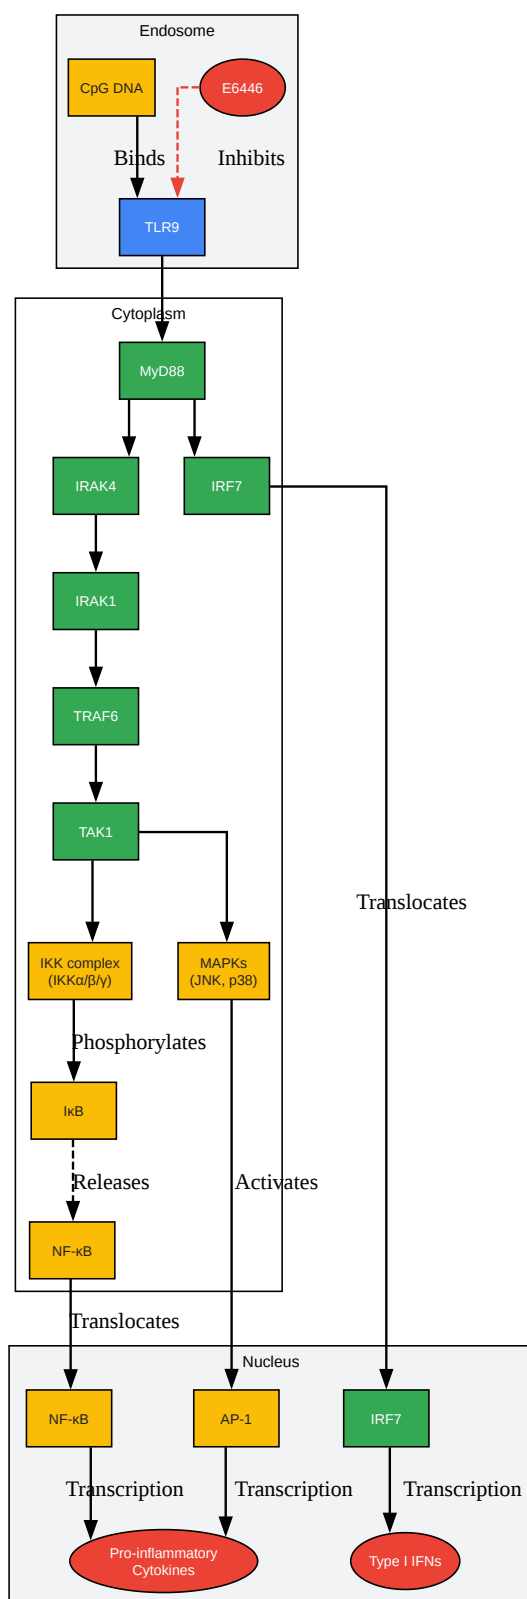 Endosome
CpG DNA
E6446
Binds
Inhibits
TLR9
Cytoplasm
MyD88
IRAK4
IRF7
IRAK1
TRAF6
TAK1
Translocates
IKK complex
(IKKα/β/γ)
MAPKs
(JNK, p38)
Phosphorylates
IκB
Releases
Activates
NF-κB
Translocates
Nucleus
NF-κB
AP-1
IRF7
Transcription
Transcription
Transcription
Pro-inflammatory
Cytokines
Type I IFNs